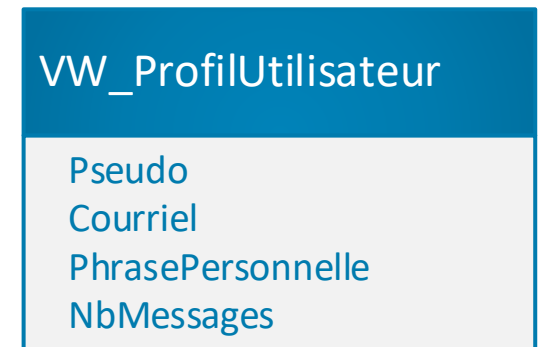 VW_ProfilUtilisateur
Pseudo
Courriel
PhrasePersonnelle
NbMessages